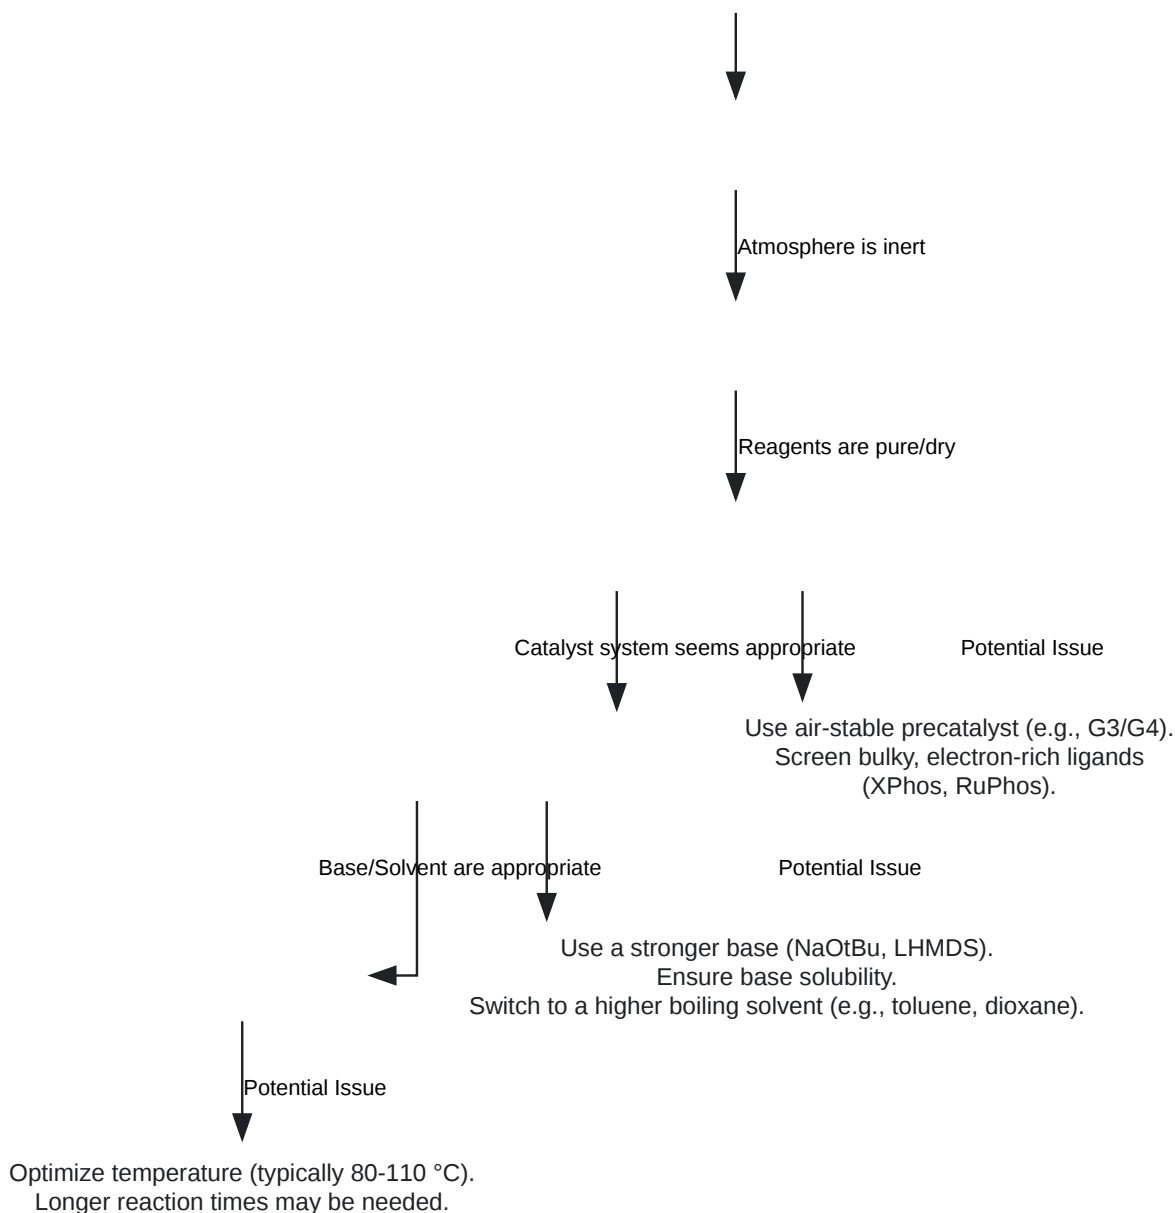 Atmosphere is inert
Reagents are pure/dry
Catalyst system seems appropriate
Potential Issue
Use air-stable precatalyst (e.g., G3/G4).
Screen bulky, electron-rich ligands
(XPhos, RuPhos).
Base/Solvent are appropriate
Potential Issue
Use a stronger base (NaOtBu, LHMDS).
Ensure base solubility.
Switch to a higher boiling solvent (e.g., toluene, dioxane).
Potential Issue
Optimize temperature (typically 80-110 °C).
Longer reaction times may be needed.